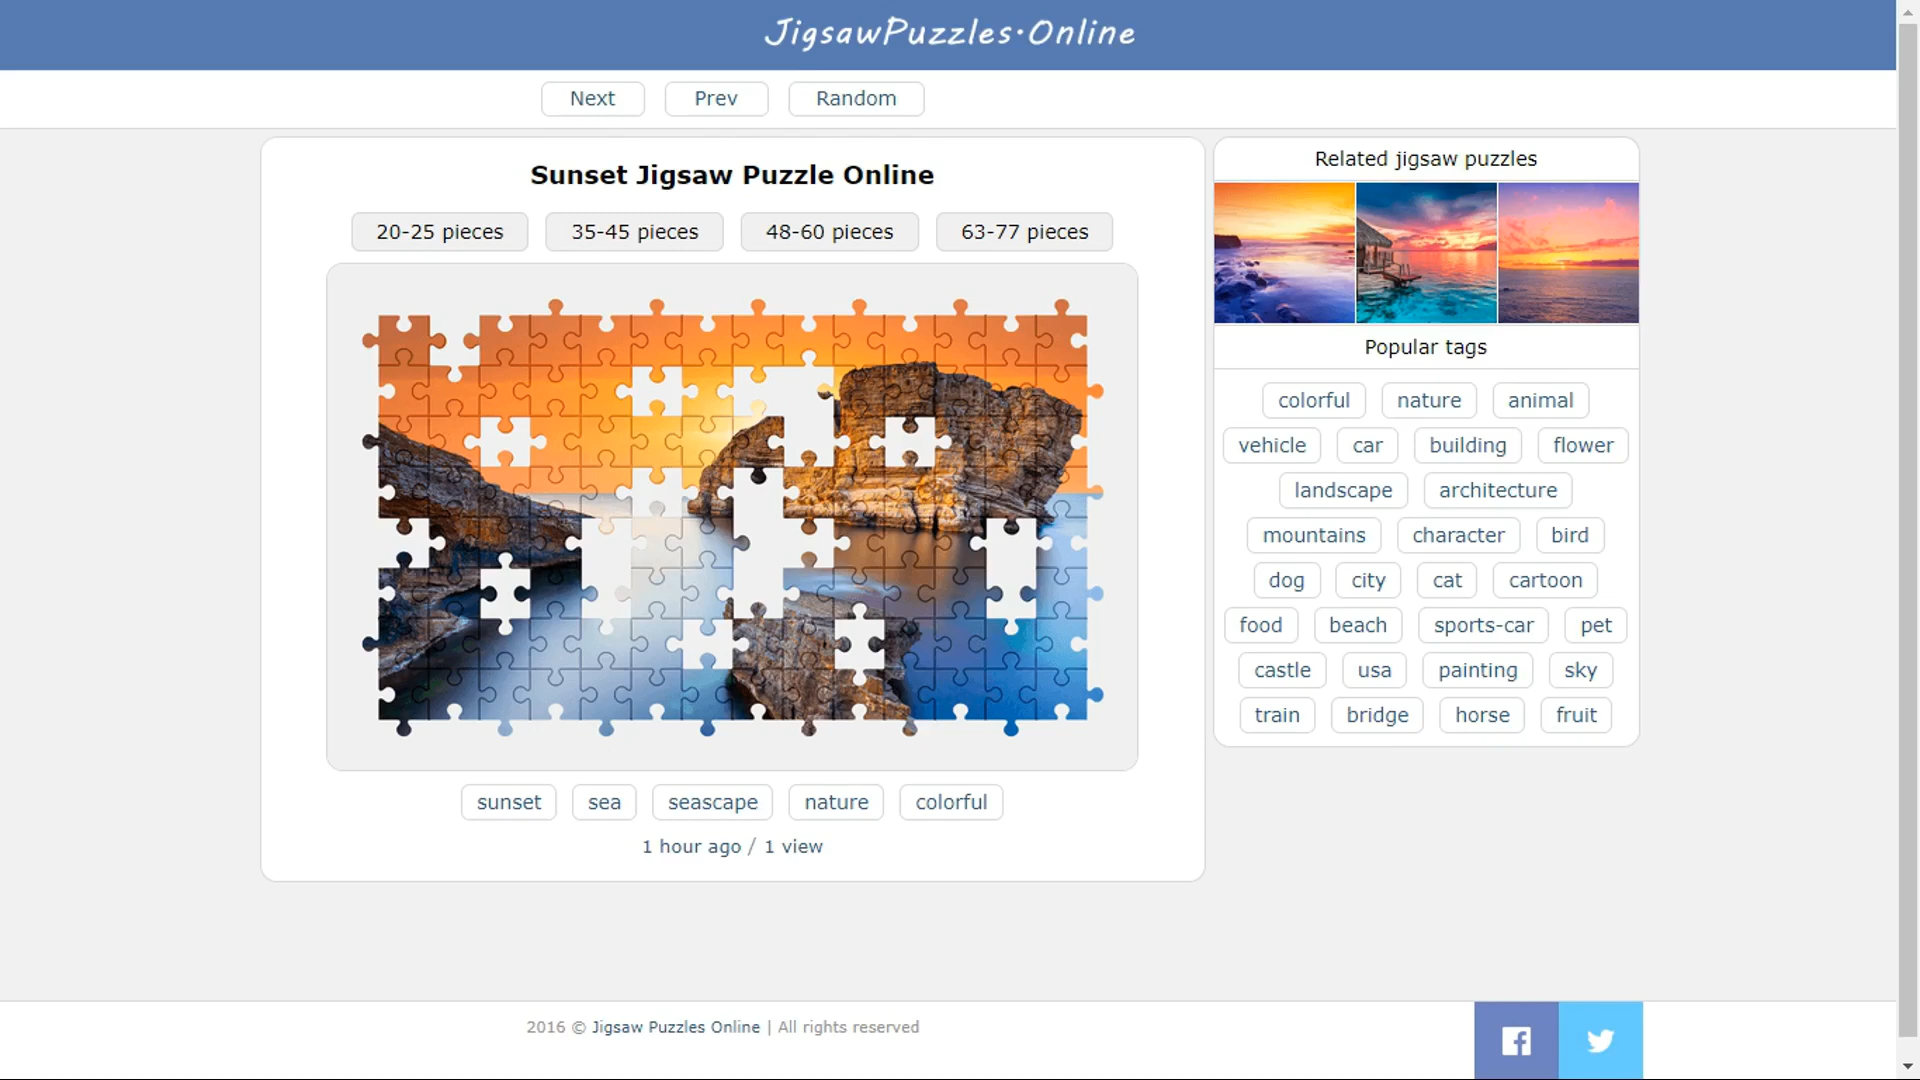 JigsawPuzzles·Online
Next Prev Random
Sunset Jigsaw Puzzle Online
20-25 pieces 35-45 pieces 48-60 pieces 63-77 pieces
sunset sea seascape nature colorful
1 hour ago / 1 view
Related jigsaw puzzles
Popular tags
colorful nature animal
vehicle car building flower
landscape architecture
mountains character bird
dog city cat cartoon
food beach sports-car pet
castle usa painting sky
train bridge horse fruit
2016 © Jigsaw Puzzles Online | All rights reserved